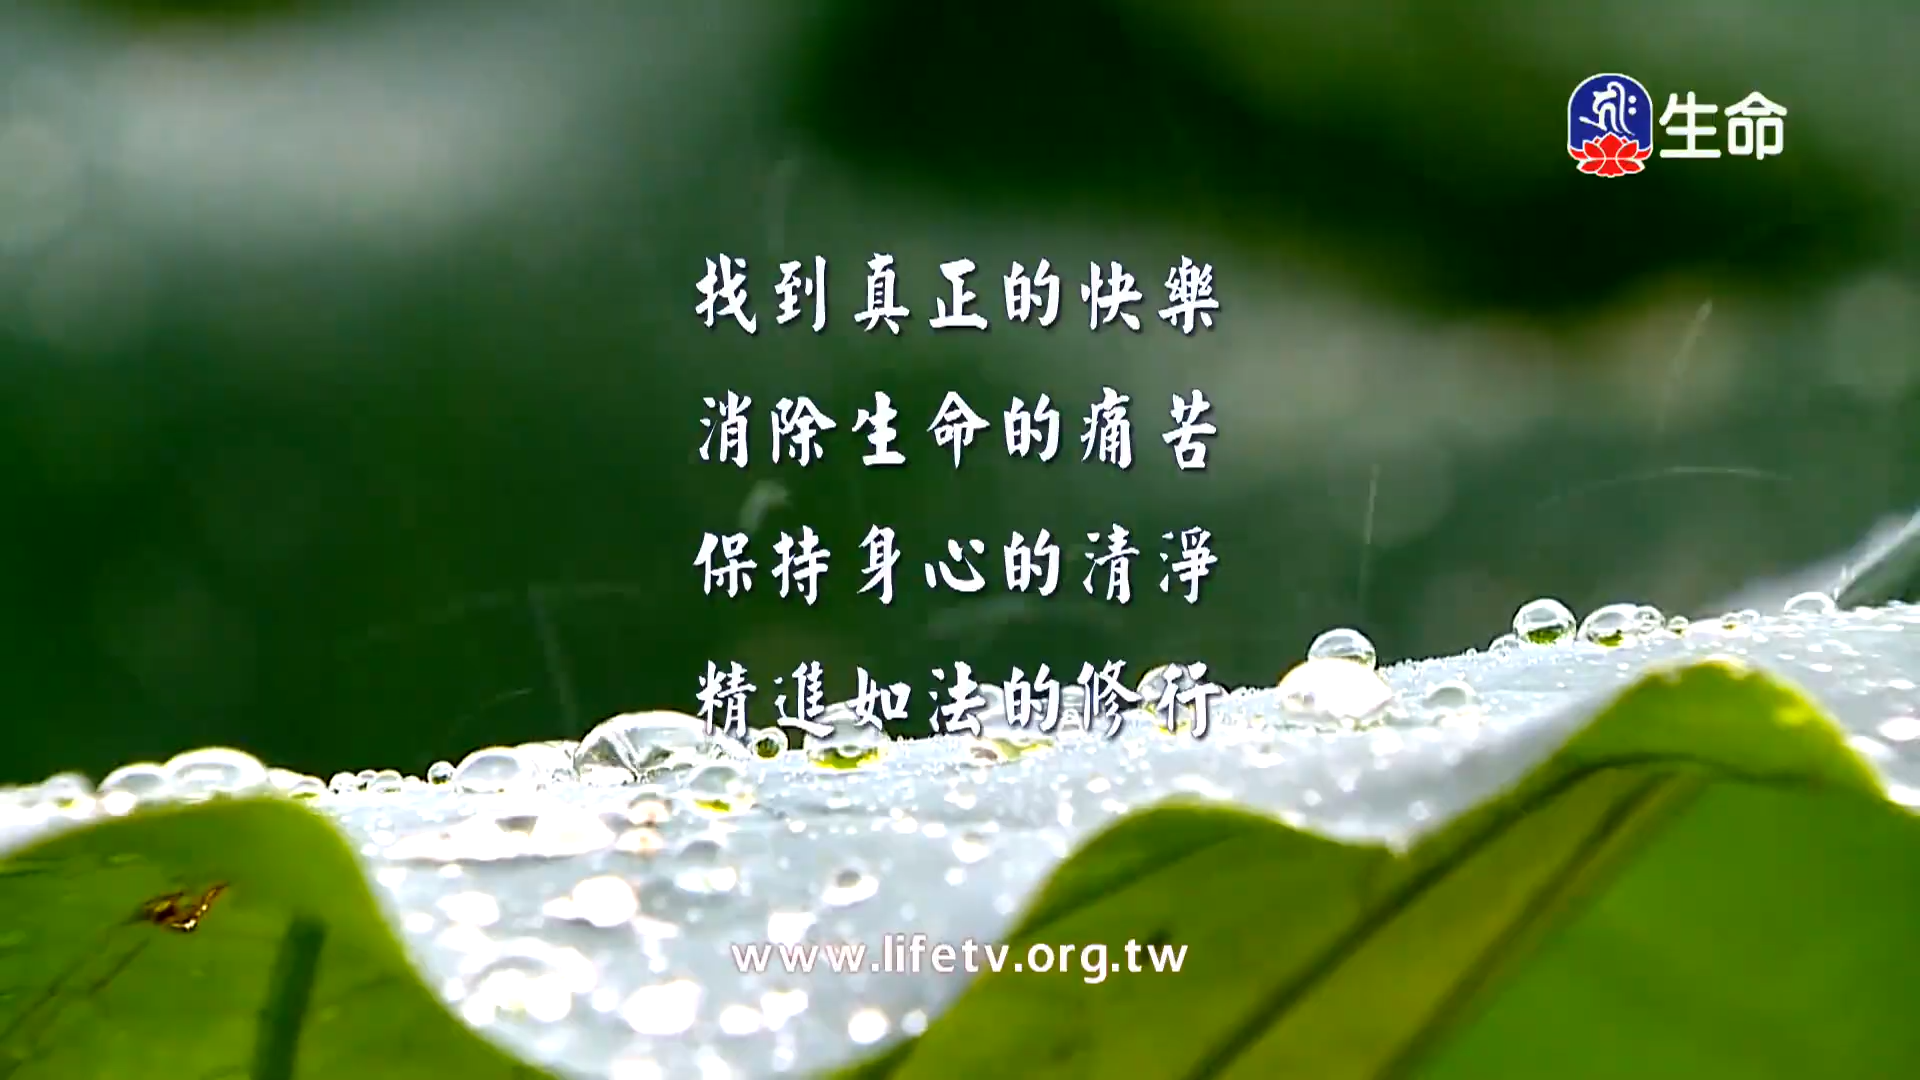 生命
找到真正的快樂
消除生命的痛苦
保持身心的清淨
精進如法的修行
www.lifetv.org.tw